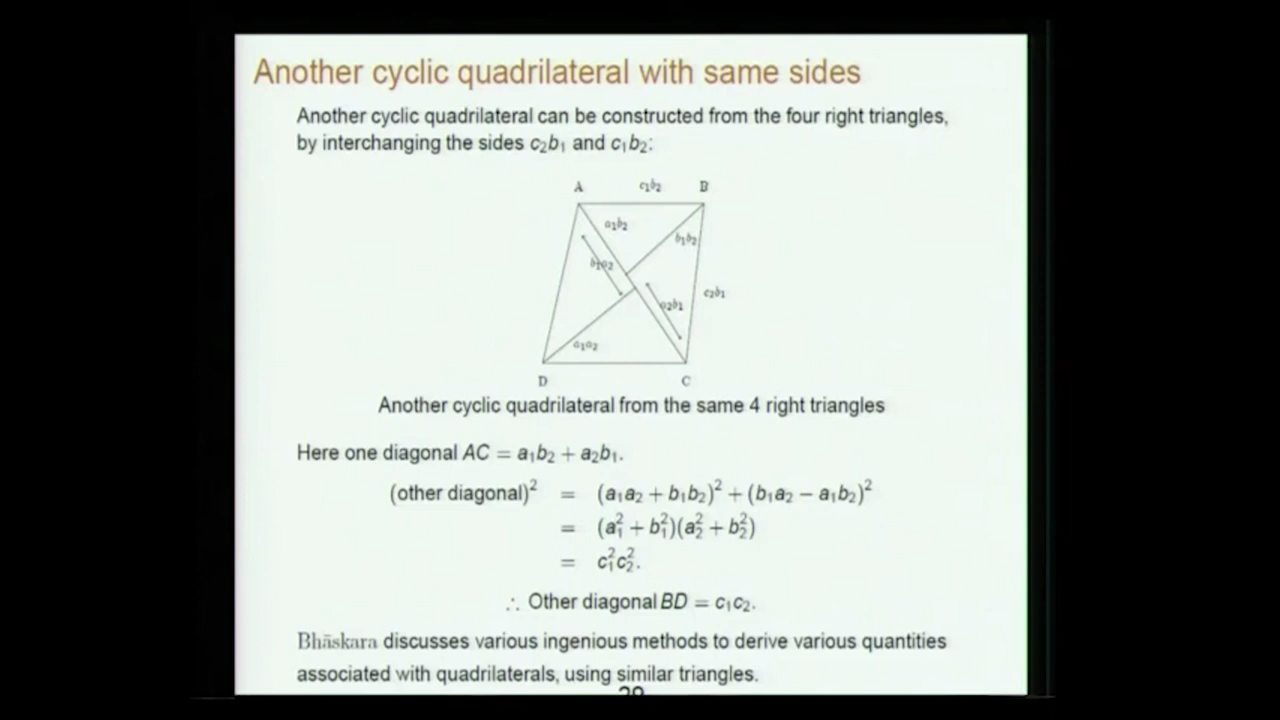 Another cyclic quadrilateral with same sides
Another cyclic quadrilateral can be constructed from the four right triangles,
by interchanging the sides c₂b₁ and c₁b₂:
A c₁b₂ B
a₁b₂
b₁b₂
b₁a₂
c₂b₁
a₂b₁
a₁a₂
D C
Another cyclic quadrilateral from the same 4 right triangles
Here one diagonal AC = a₁b₂ + a₂b₁.
(other diagonal)² = (a₁a₂ + b₁b₂)² + (b₁a₂ − a₁b₂)²
= (a₁² + b₁²)(a₂² + b₂²)
= c₁²c₂².
∴ Other diagonal BD = c₁c₂.
Bhāskara discusses various ingenious methods to derive various quantities
associated with quadrilaterals, using similar triangles.